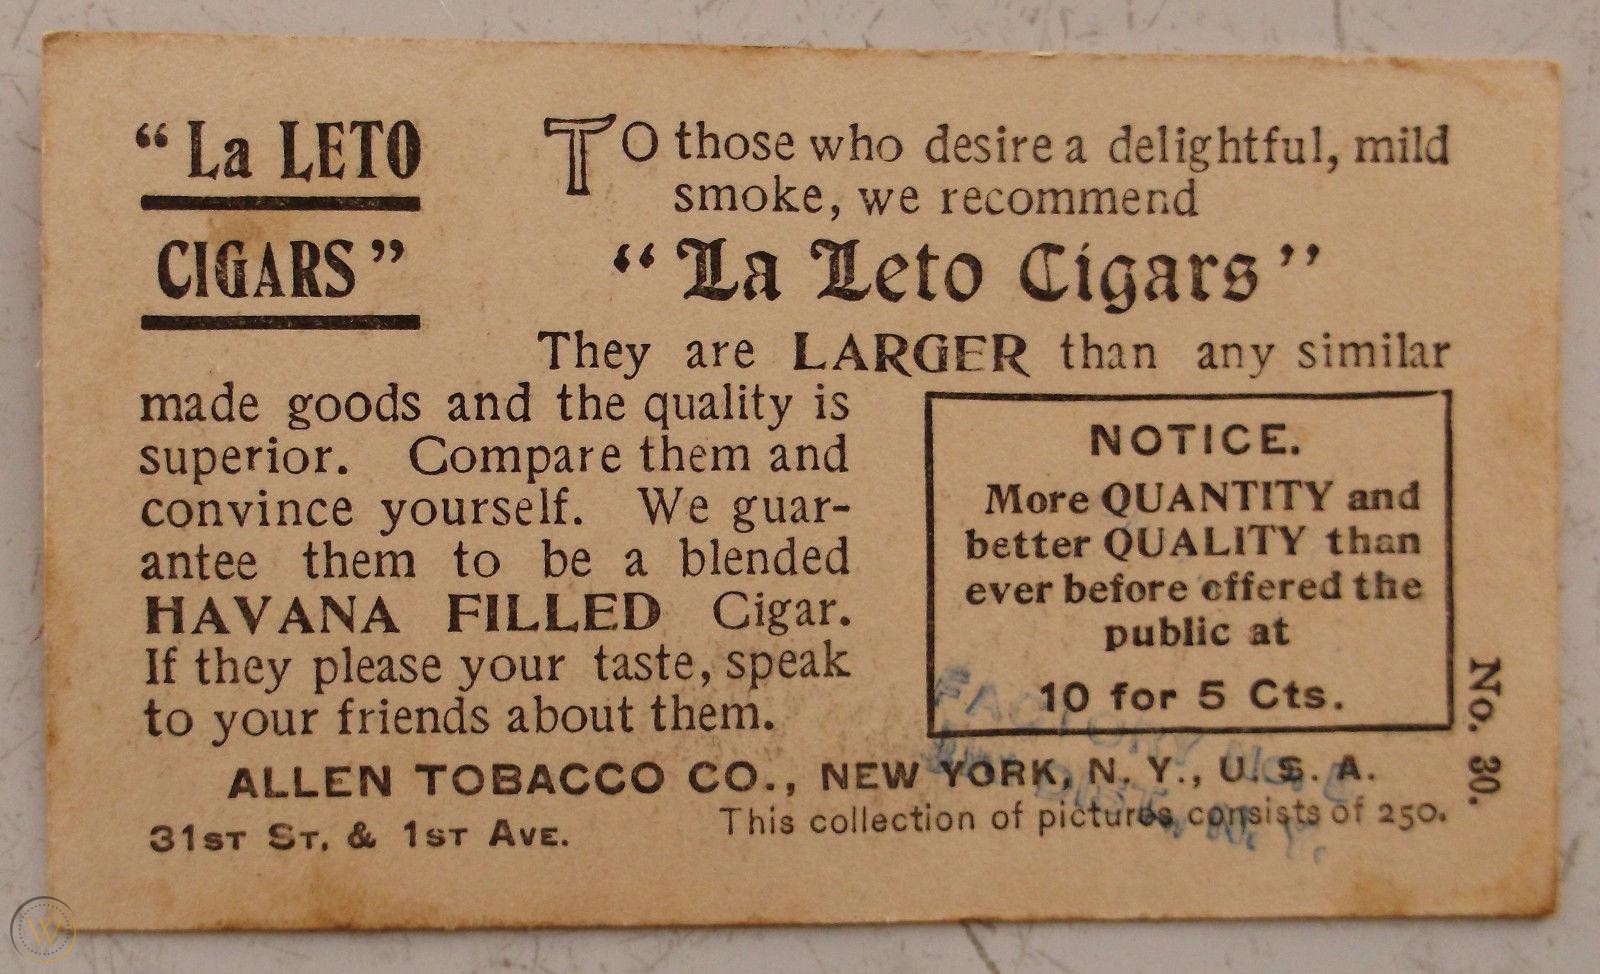 "La LETO
CIGARS"
TO those who desire a delightful, mild
smoke, we recommend
"La Leto Cigars"
They are LARGER than any similar
made goods and the quality is
superior. Compare them and
convince yourself. We guar-
antee them to be a blended
HAVANA FILLED Cigar.
If they please your taste, speak
to your friends about them.
NOTICE.
More QUANTITY and
better QUALITY than
ever before offered the
public at
10 for 5 Cts.
No. 30.
ALLEN TOBACCO CO., NEW YORK, N. Y., U. S. A.
31ST ST. & 1ST AVE.
This collection of pictures consists of 250.
FACTORY NO.
DIST. N. Y.
W